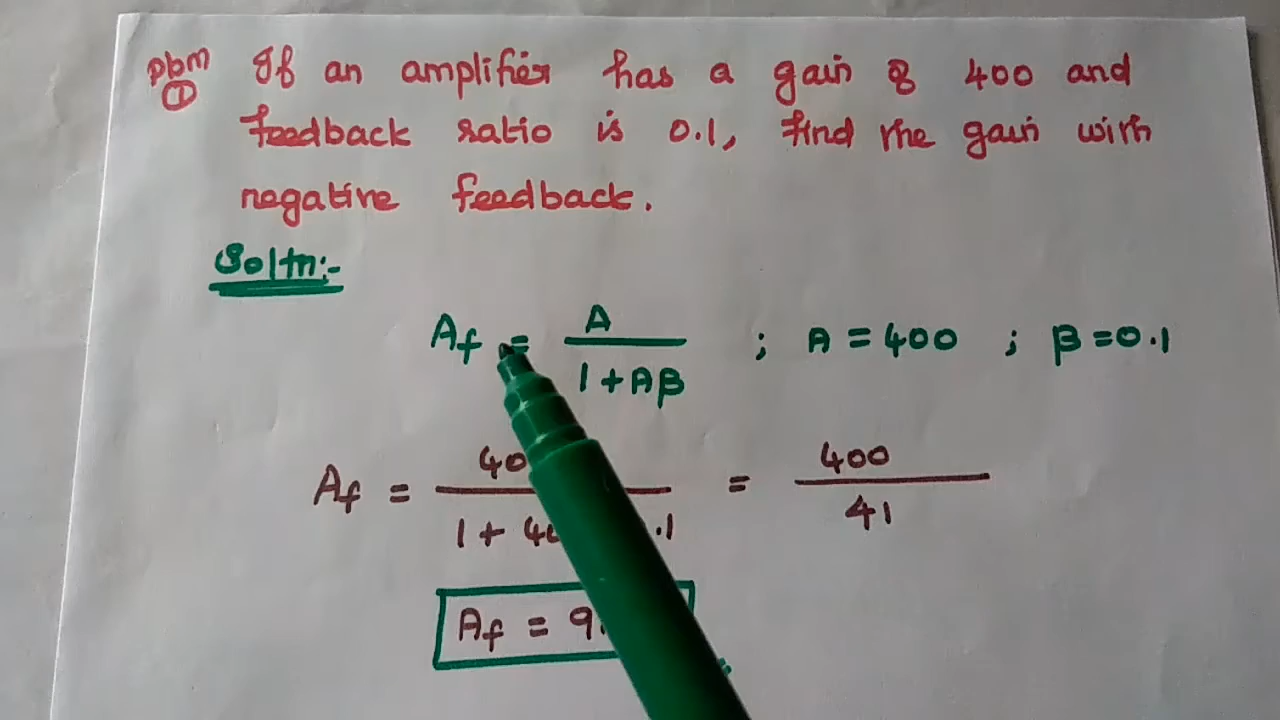 pbm ① If an amplifier has a gain of 400 and
feedback ratio is 0.1, find the gain with
negative feedback.
Soltn:-
Af = A / 1 + Aβ ; A = 400 ; β = 0.1
Af = 40 / 1 + 40 .1 = 400 / 41
Af = 9.